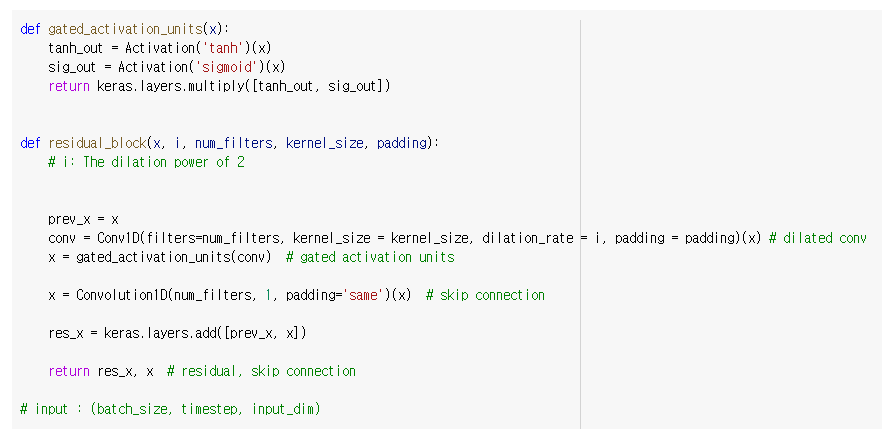 def gated_activation_units(x):
    tanh_out = Activation('tanh')(x)
    sig_out = Activation('sigmoid')(x)
    return keras.layers.multiply([tanh_out, sig_out])
def residual_block(x, i, num_filters, kernel_size, padding):
    # i: The dilation power of 2
    prev_x = x
    conv = Conv1D(filters=num_filters, kernel_size = kernel_size, dilation_rate = i, padding = padding)(x) # dilated conv
    x = gated_activation_units(conv)  # gated activation units
    x = Convolution1D(num_filters, 1, padding='same')(x)  # skip connection
    res_x = keras.layers.add([prev_x, x])
    return res_x, x  # residual, skip connection
# input : (batch_size, timestep, input_dim)